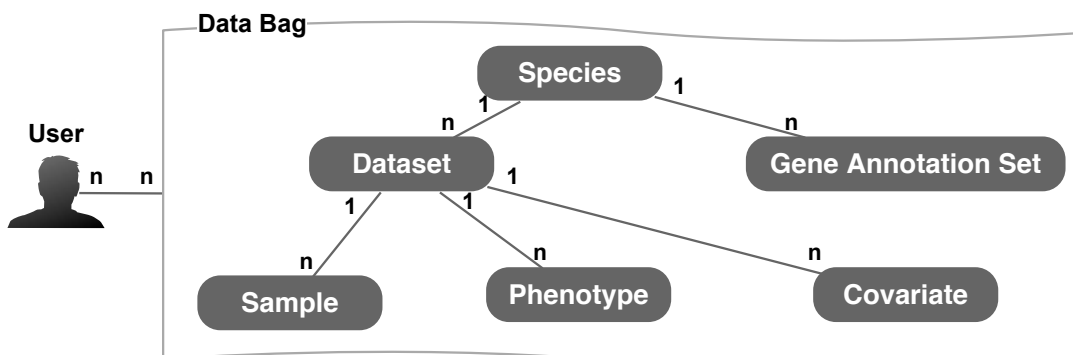 Data Bag
Species
1
1
User
n
n
Dataset
Gene Annotation Set
n
n
1
1
1
n
n
n
Sample
Phenotype
Covariate